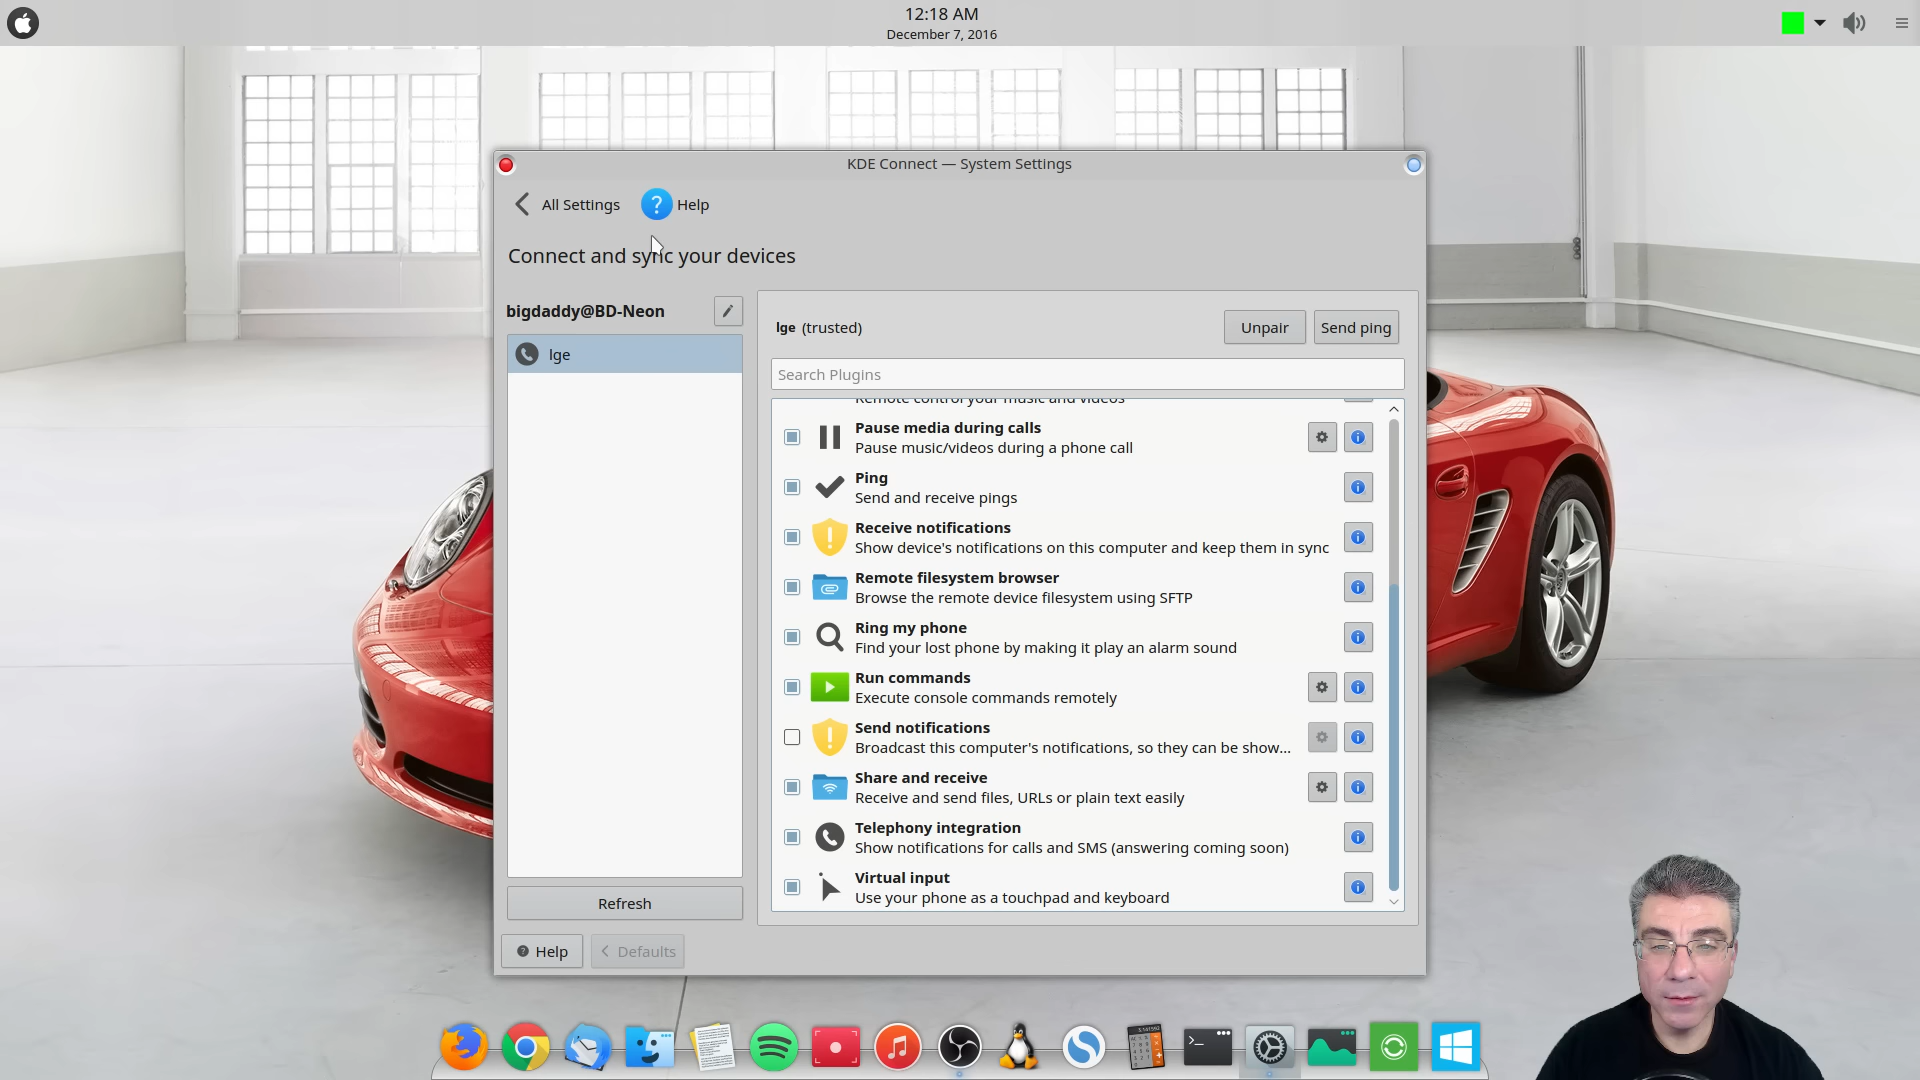 12:18 AM
December 7, 2016
KDE Connect — System Settings
All Settings
? Help
Connect and sync your devices
bigdaddy@BD-Neon
lge
lge (trusted)
Unpair
Send ping
Search Plugins
Remote control your music and videos
Pause media during calls
Pause music/videos during a phone call
Ping
Send and receive pings
Receive notifications
Show device's notifications on this computer and keep them in sync
Remote filesystem browser
Browse the remote device filesystem using SFTP
Ring my phone
Find your lost phone by making it play an alarm sound
Run commands
Execute console commands remotely
Send notifications
Broadcast this computer's notifications, so they can be show...
Share and receive
Receive and send files, URLs or plain text easily
Telephony integration
Show notifications for calls and SMS (answering coming soon)
Virtual input
Use your phone as a touchpad and keyboard
Refresh
Help
Defaults